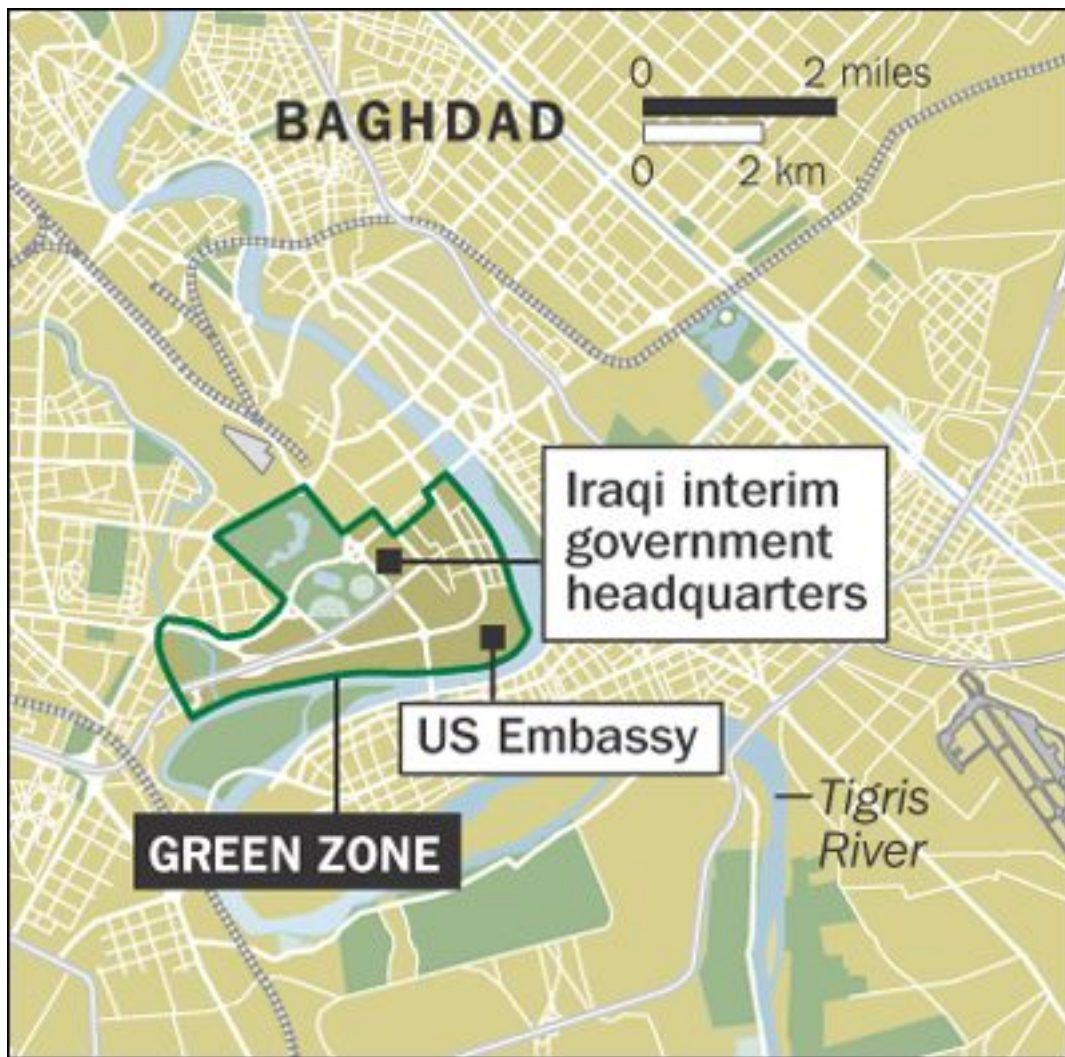 BAGHDAD
0 2 miles
0 2 km
Iraqi interim
government
headquarters
US Embassy
GREEN ZONE
Tigris
River